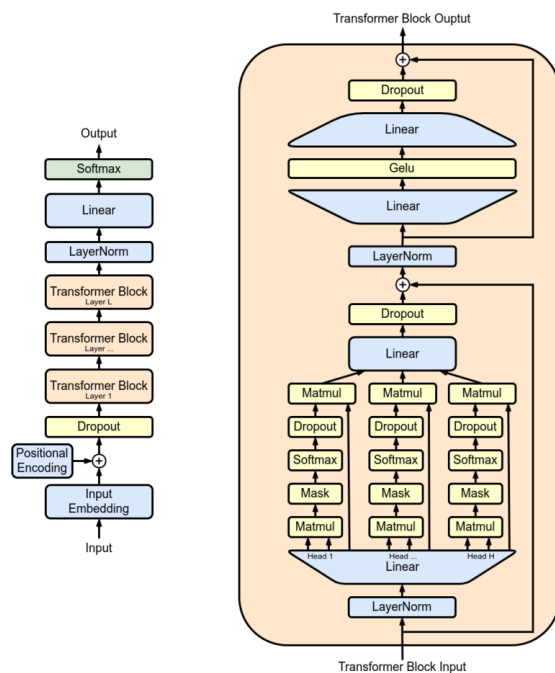 Output
Softmax
Linear
LayerNorm
Transformer Block
Layer L
Transformer Block
Layer ...
Transformer Block
Layer 1
Dropout
Positional
Encoding
+
Input
Embedding
Input
Transformer Block Ouptut
+
Dropout
Linear
Gelu
Linear
LayerNorm
+
Dropout
Linear
Matmul Matmul Matmul
Dropout Dropout Dropout
Softmax Softmax Softmax
Mask Mask Mask
Matmul Matmul Matmul
Head 1 Head ... Head H
Linear
LayerNorm
Transformer Block Input